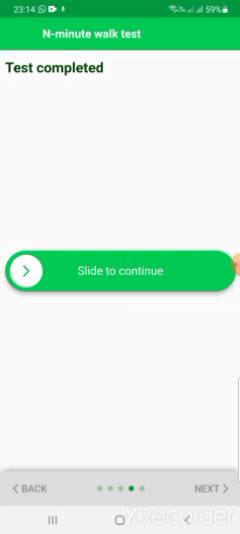 23:14 59%
N-minute walk test
Test completed
Slide to continue
BACK NEXT
XRecorder